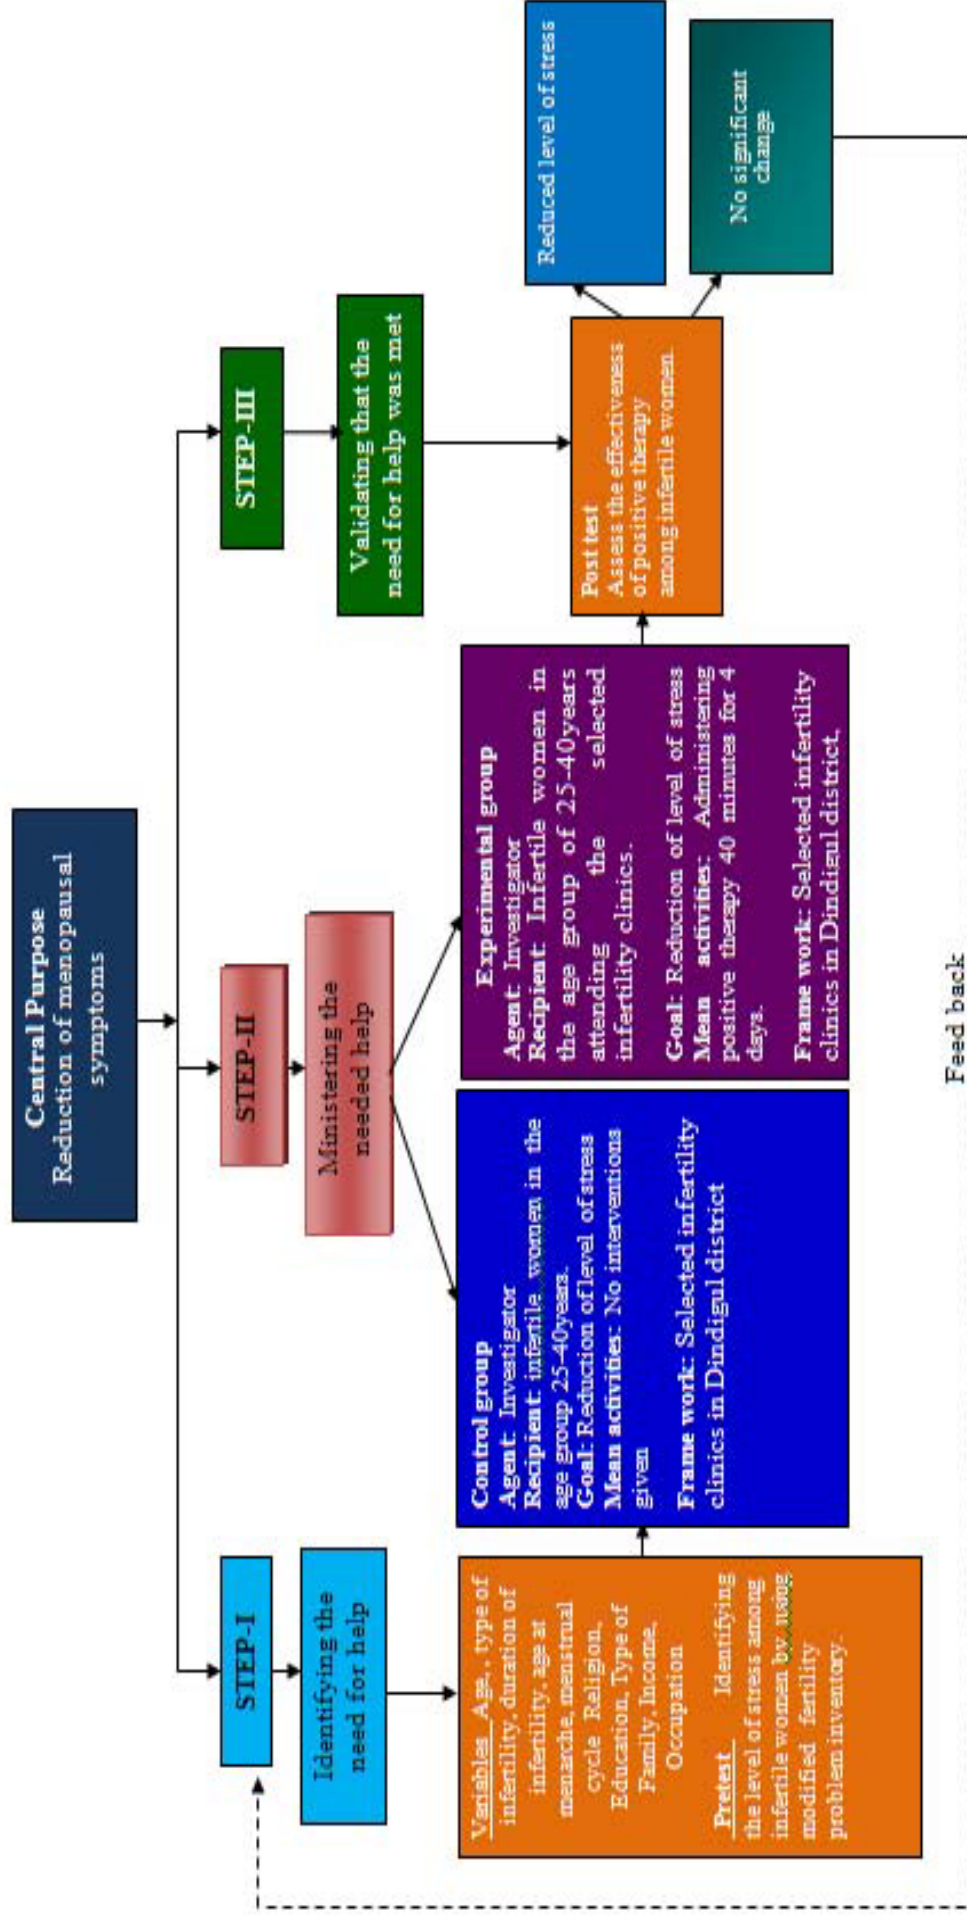 Central Purpose
Reduction of menopausal
symptoms
STEP-I
Identifying the
need for help
Variables Age, , type of
infertility, duration of
infertility, age at
menarche, menstrual
cycle Religion,
Education, Type of
Family, Income,
Occupation
Pretest Identifying
the level of stress among
infertile women by using
modified fertility
problem inventory.
STEP-II
Ministering the
needed help
Control group
Agent: Investigator
Recipient: infertile women in the
age group 25-40years.
Goal: Reduction of level of stress
Mean activities: No interventions
given
Frame work: Selected infertility
clinics in Dindigul district
Experimental group
Agent: Investigator
Recipient: Infertile women in
the age group of 25-40years
attending the selected
infertility clinics.
Goal: Reduction of level of stress
Mean activities: Administering
positive therapy 40 minutes for 4
days.
Frame work: Selected infertility
clinics in Dindigul district.
STEP-III
Validating that the
need for help was met
Post test
Assess the effectiveness
of positive therapy
among infertile women.
Reduced level of stress
No significant
change
Feed back